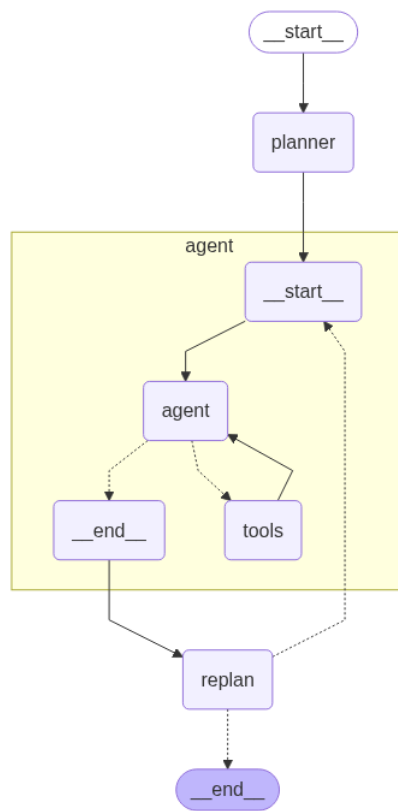 __start__
planner
agent
__start__
agent
__end__
tools
replan
__end__